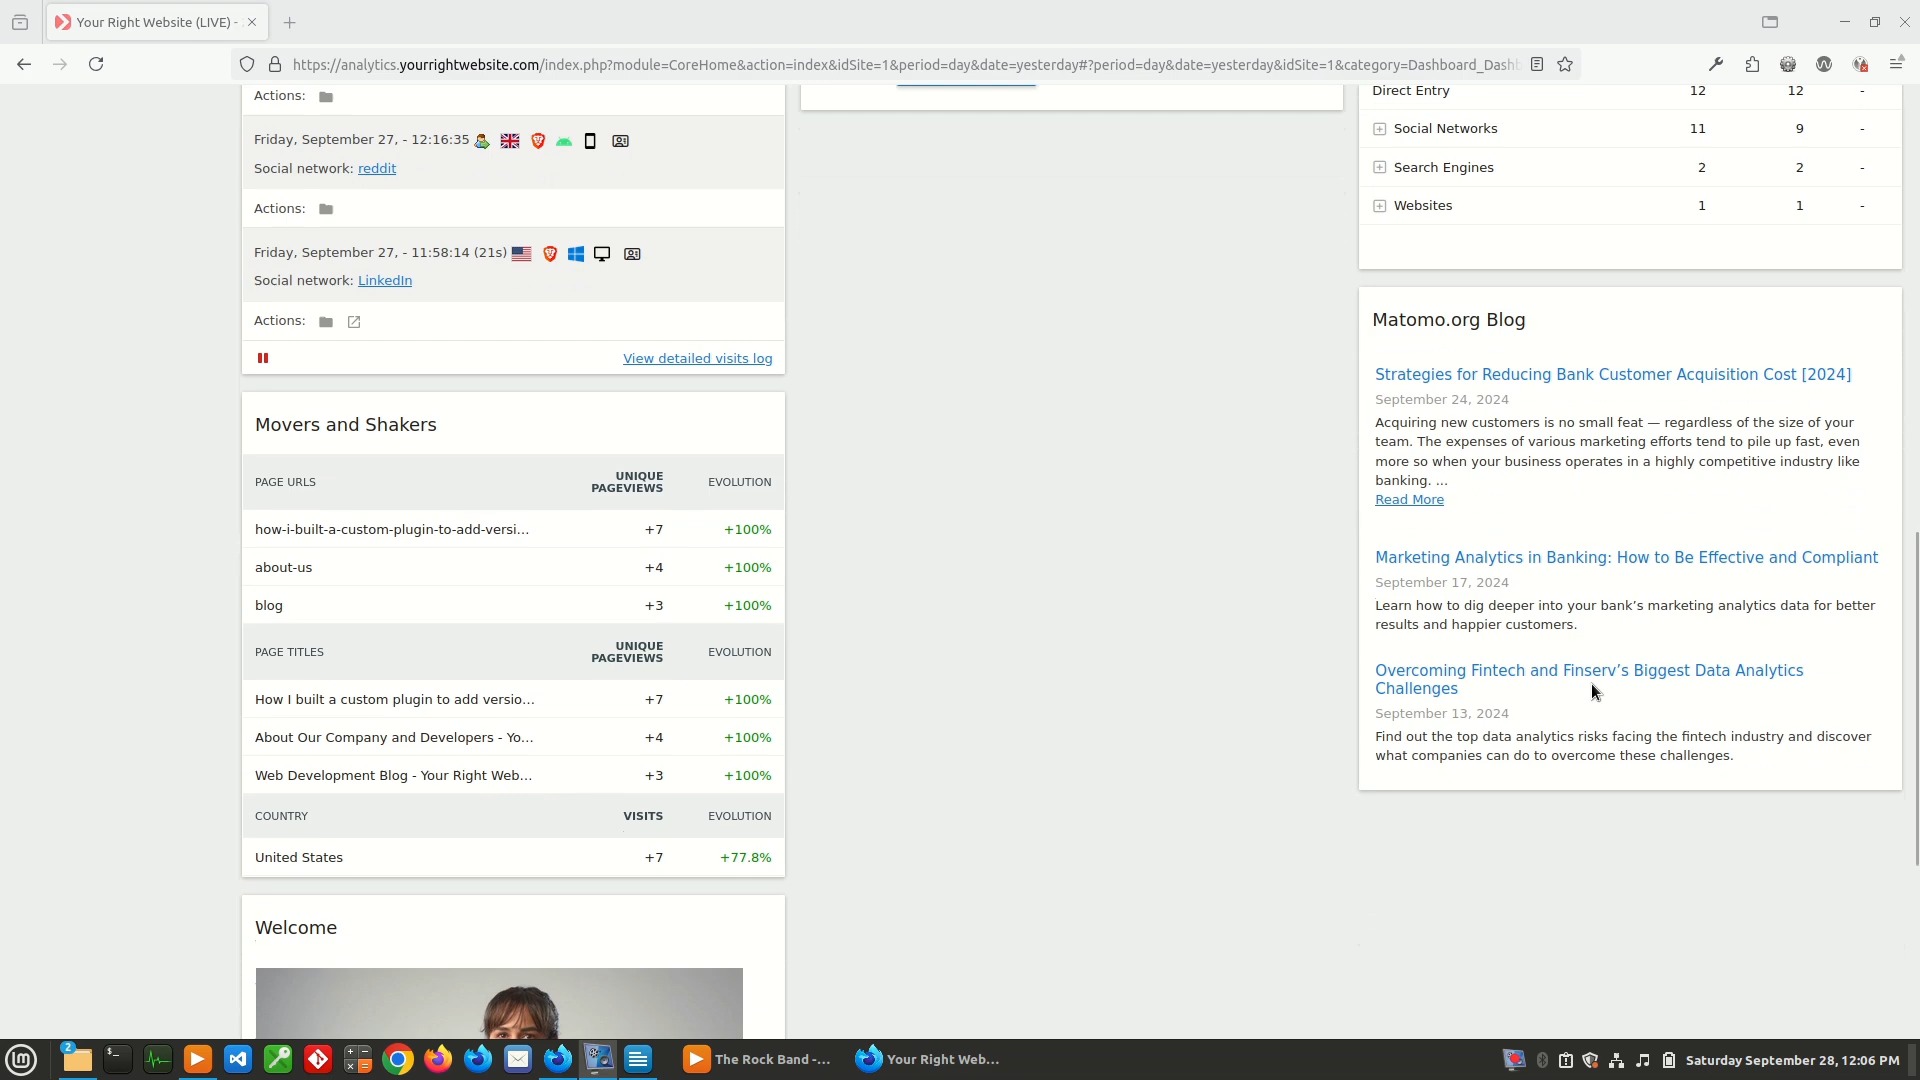 Your Right Website (LIVE) -
https://analytics.yourrightwebsite.com/index.php?module=CoreHome&action=index&idSite=1&period=day&date=yesterday#?period=day&date=yesterday&idSite=1&category=Dashboard_Dashb
Actions:
Friday, September 27, - 12:16:35
Social network: reddit
Actions:
Friday, September 27, - 11:58:14 (21s)
Social network: LinkedIn
Actions:
View detailed visits log
Movers and Shakers
PAGE URLS UNIQUE PAGEVIEWS EVOLUTION
how-i-built-a-custom-plugin-to-add-versi... +7 +100%
about-us +4 +100%
blog +3 +100%
PAGE TITLES UNIQUE PAGEVIEWS EVOLUTION
How I built a custom plugin to add versio... +7 +100%
About Our Company and Developers - Yo... +4 +100%
Web Development Blog - Your Right Web... +3 +100%
COUNTRY VISITS EVOLUTION
United States +7 +77.8%
Welcome
Direct Entry 12 12 -
Social Networks 11 9 -
Search Engines 2 2 -
Websites 1 1 -
Matomo.org Blog
Strategies for Reducing Bank Customer Acquisition Cost [2024]
September 24, 2024
Acquiring new customers is no small feat — regardless of the size of your
team. The expenses of various marketing efforts tend to pile up fast, even
more so when your business operates in a highly competitive industry like
banking. ...
Read More
Marketing Analytics in Banking: How to Be Effective and Compliant
September 17, 2024
Learn how to dig deeper into your bank’s marketing analytics data for better
results and happier customers.
Overcoming Fintech and Finserv’s Biggest Data Analytics
Challenges
September 13, 2024
Find out the top data analytics risks facing the fintech industry and discover
what companies can do to overcome these challenges.
2
The Rock Band -...
Your Right Web...
Saturday September 28, 12:06 PM